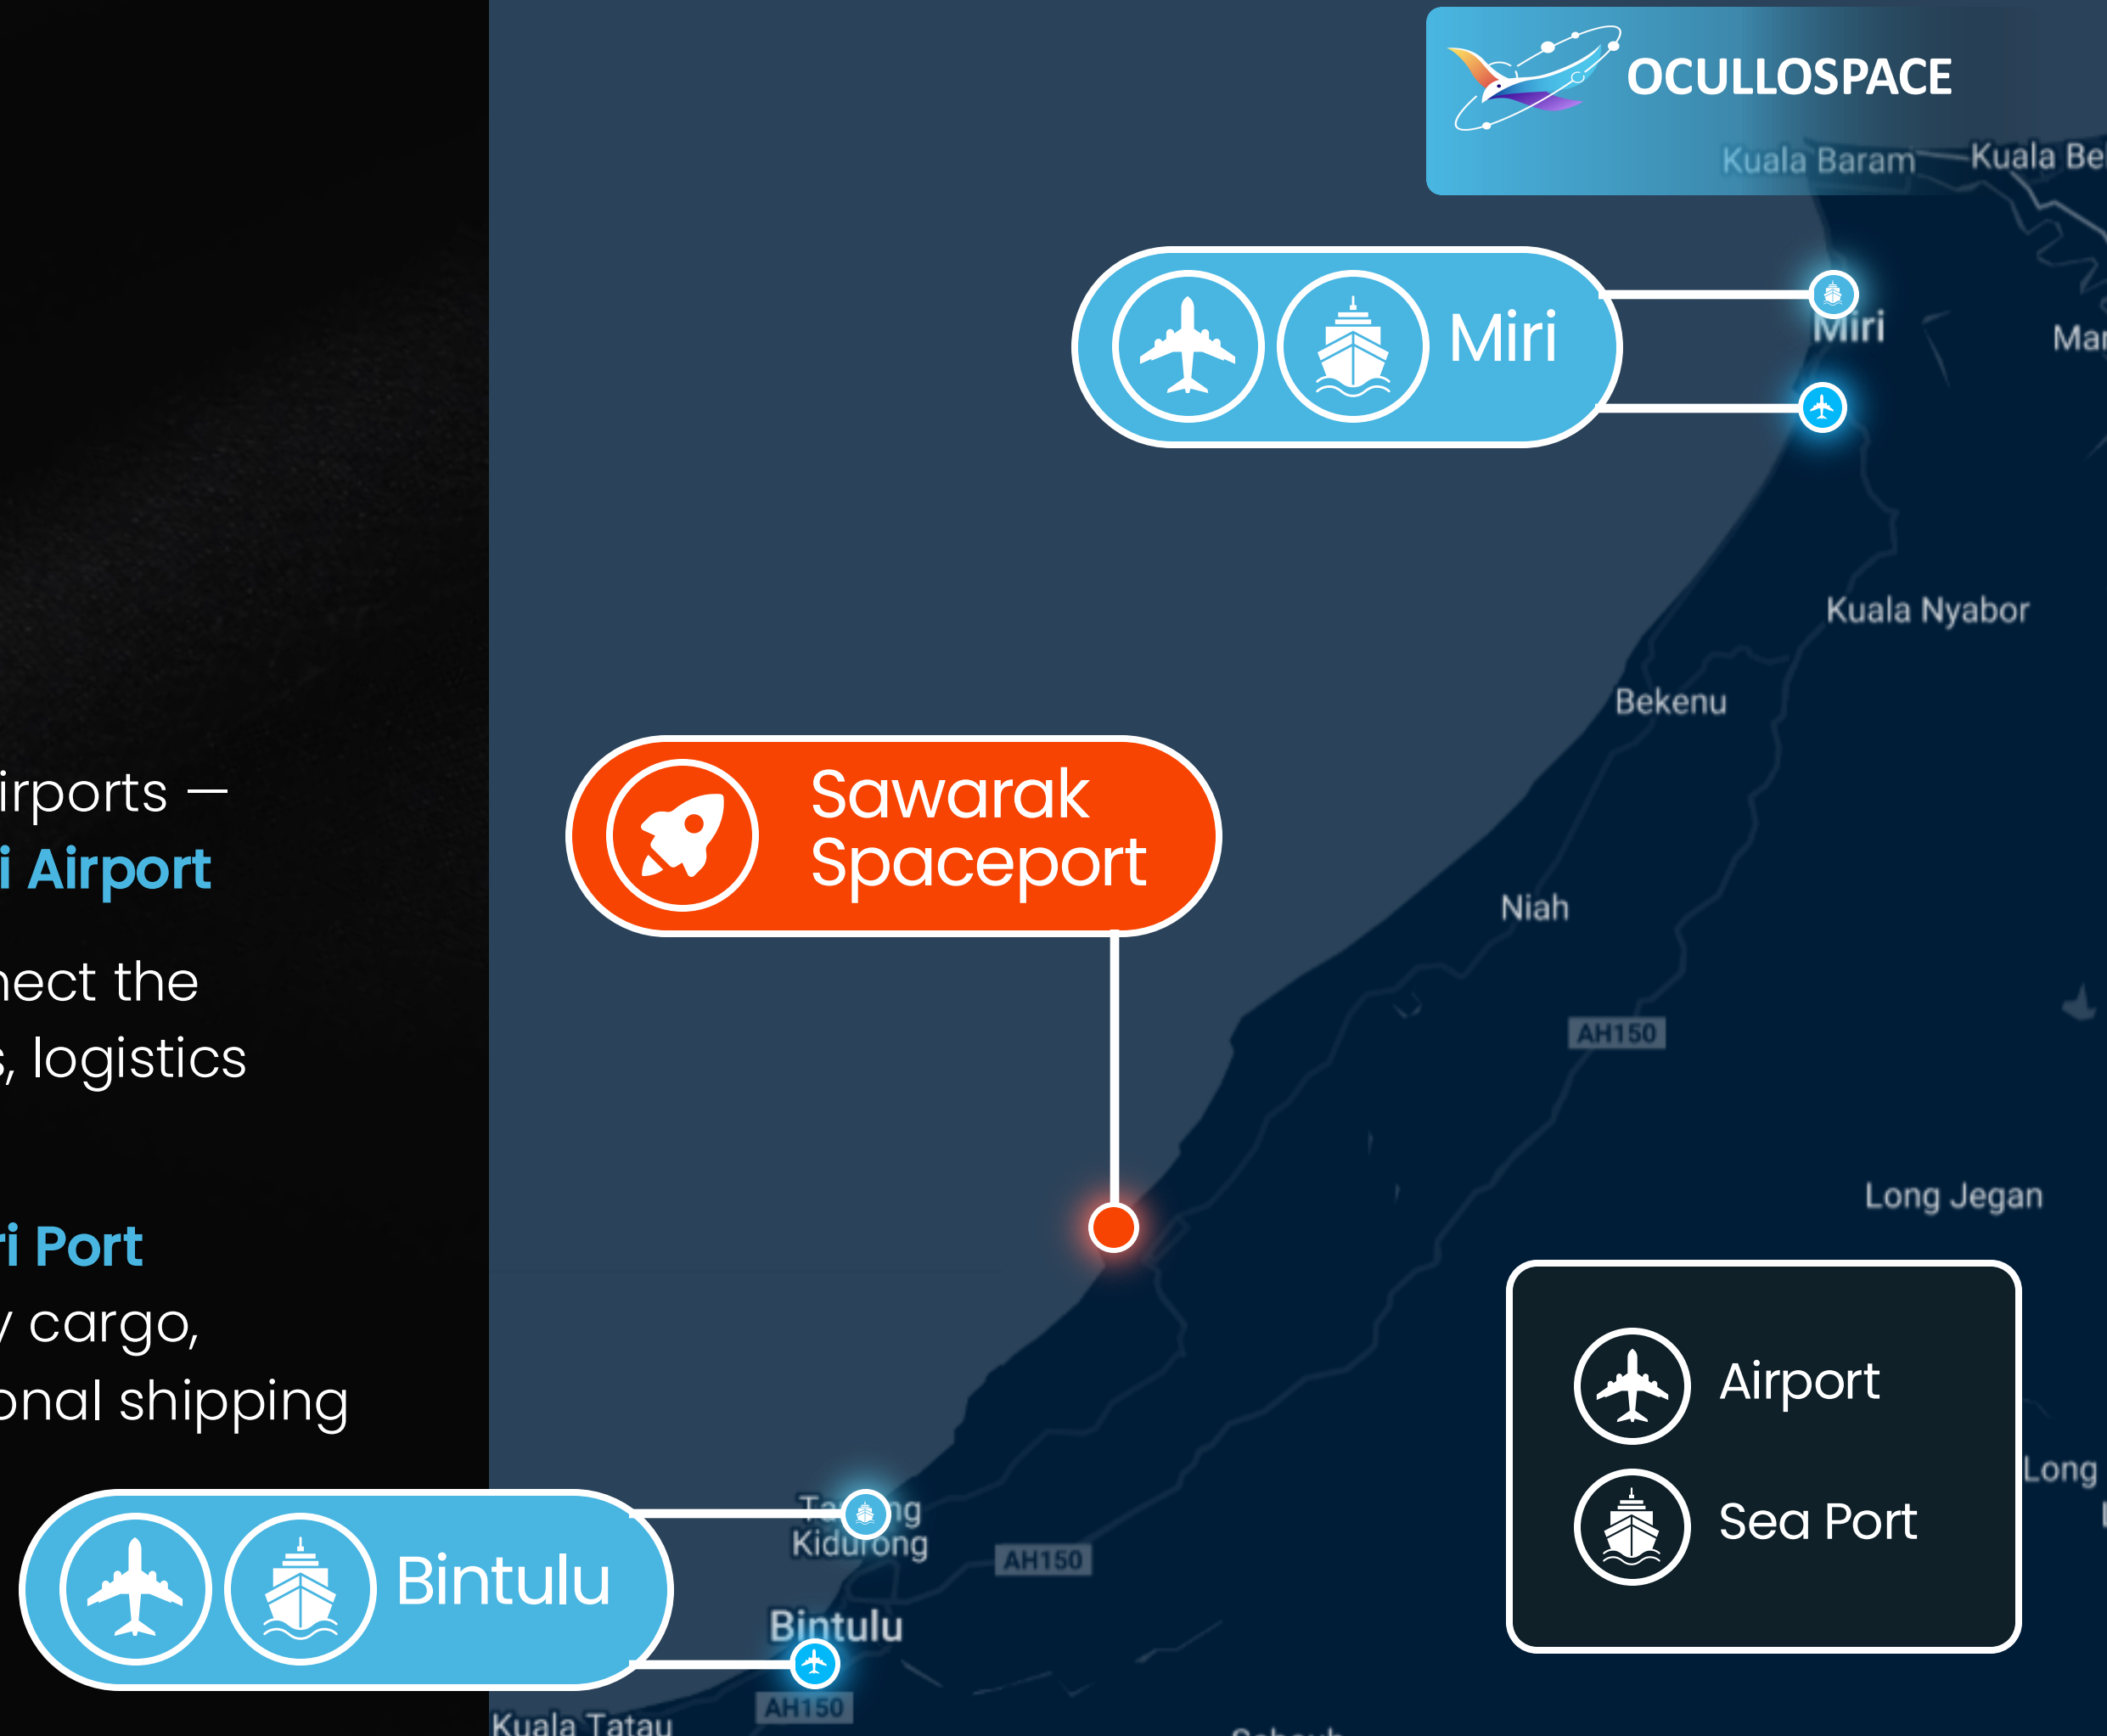 irports —
i Airport
nect the
s, logistics
ri Port
y cargo,
onal shipping
OCULLOSPACE
Kuala Baram
Kuala Be
Miri
Miri
Mar
Kuala Nyabor
Bekenu
Sawarak
Spaceport
Niah
AH150
Long Jegan
Airport
Sea Port
Long
Kidurong
AH150
Bintulu
Bintulu
AH150
Kuala Tatau